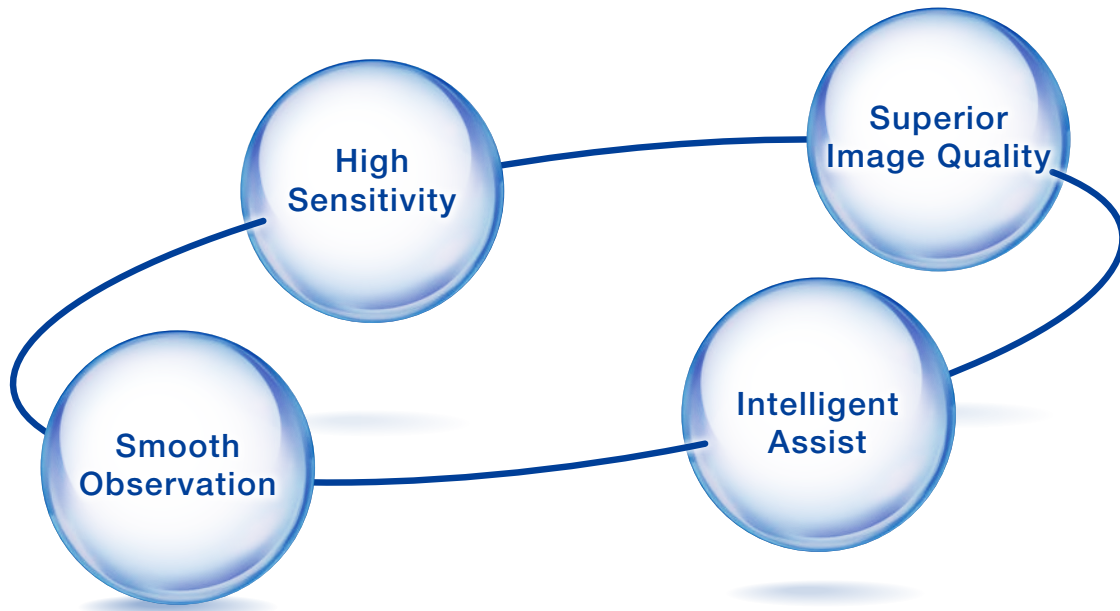 High
Sensitivity
Superior
Image Quality
Smooth
Observation
Intelligent
Assist